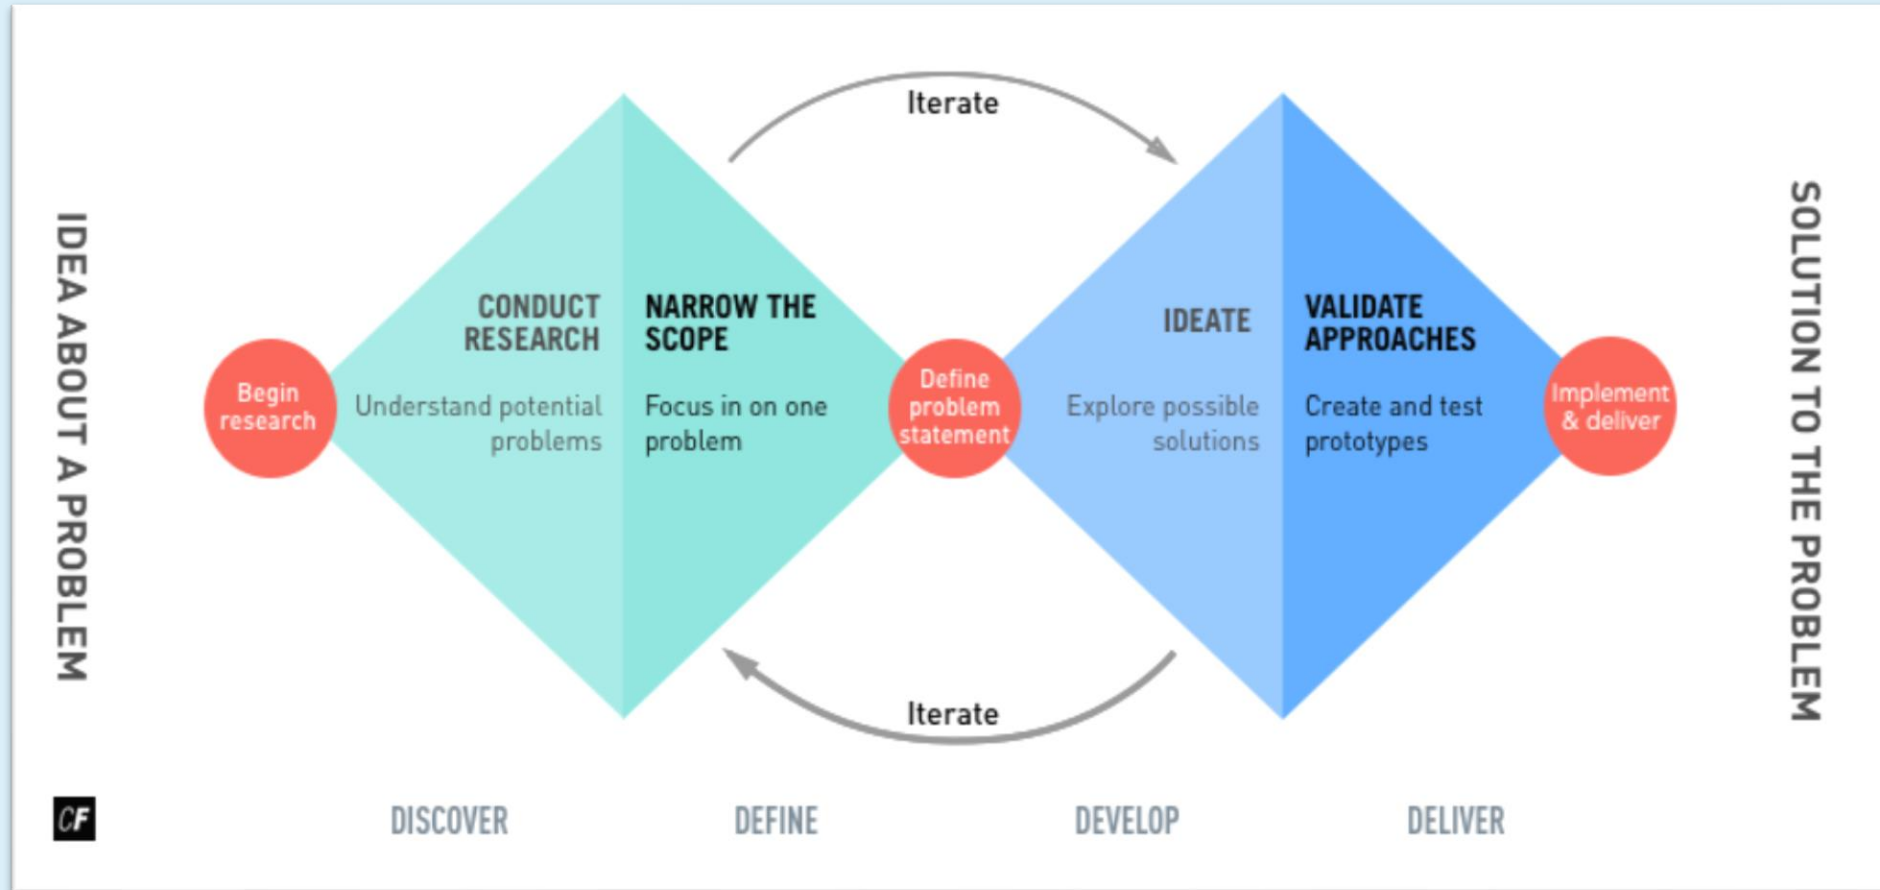 IDEA ABOUT A PROBLEM
Begin
research
CONDUCT
RESEARCH
Understand potential
problems
NARROW THE
SCOPE
Focus in on one
problem
Iterate
Define
problem
statement
Iterate
IDEATE
Explore possible
solutions
VALIDATE
APPROACHES
Create and test
prototypes
Implement
& deliver
SOLUTION TO THE PROBLEM
CF
DISCOVER
DEFINE
DEVELOP
DELIVER